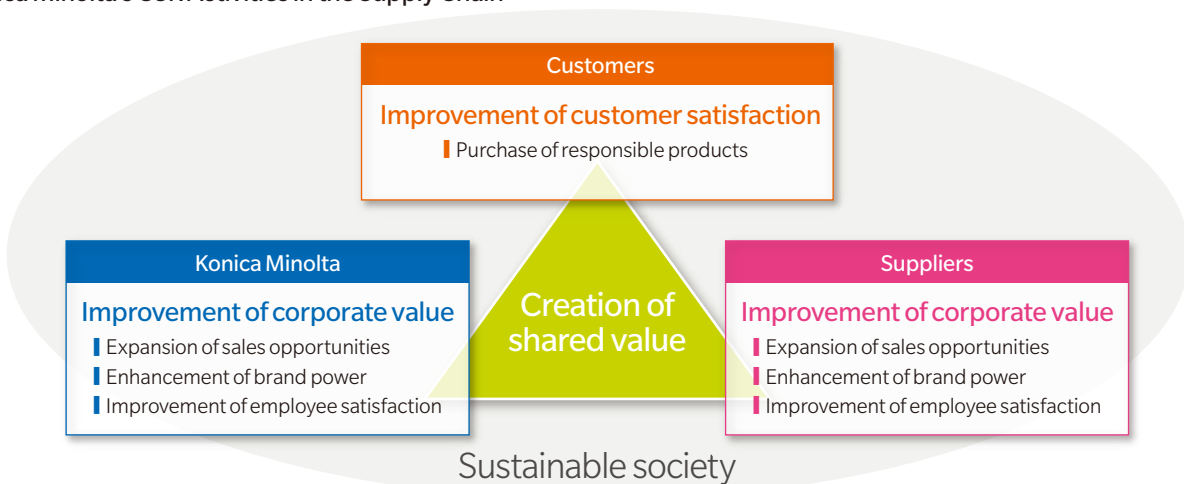 Customers
Improvement of customer satisfaction
Purchase of responsible products
Konica Minolta
Improvement of corporate value
Expansion of sales opportunities
Enhancement of brand power
Improvement of employee satisfaction
Creation of
shared value
Suppliers
Improvement of corporate value
Expansion of sales opportunities
Enhancement of brand power
Improvement of employee satisfaction
Sustainable society